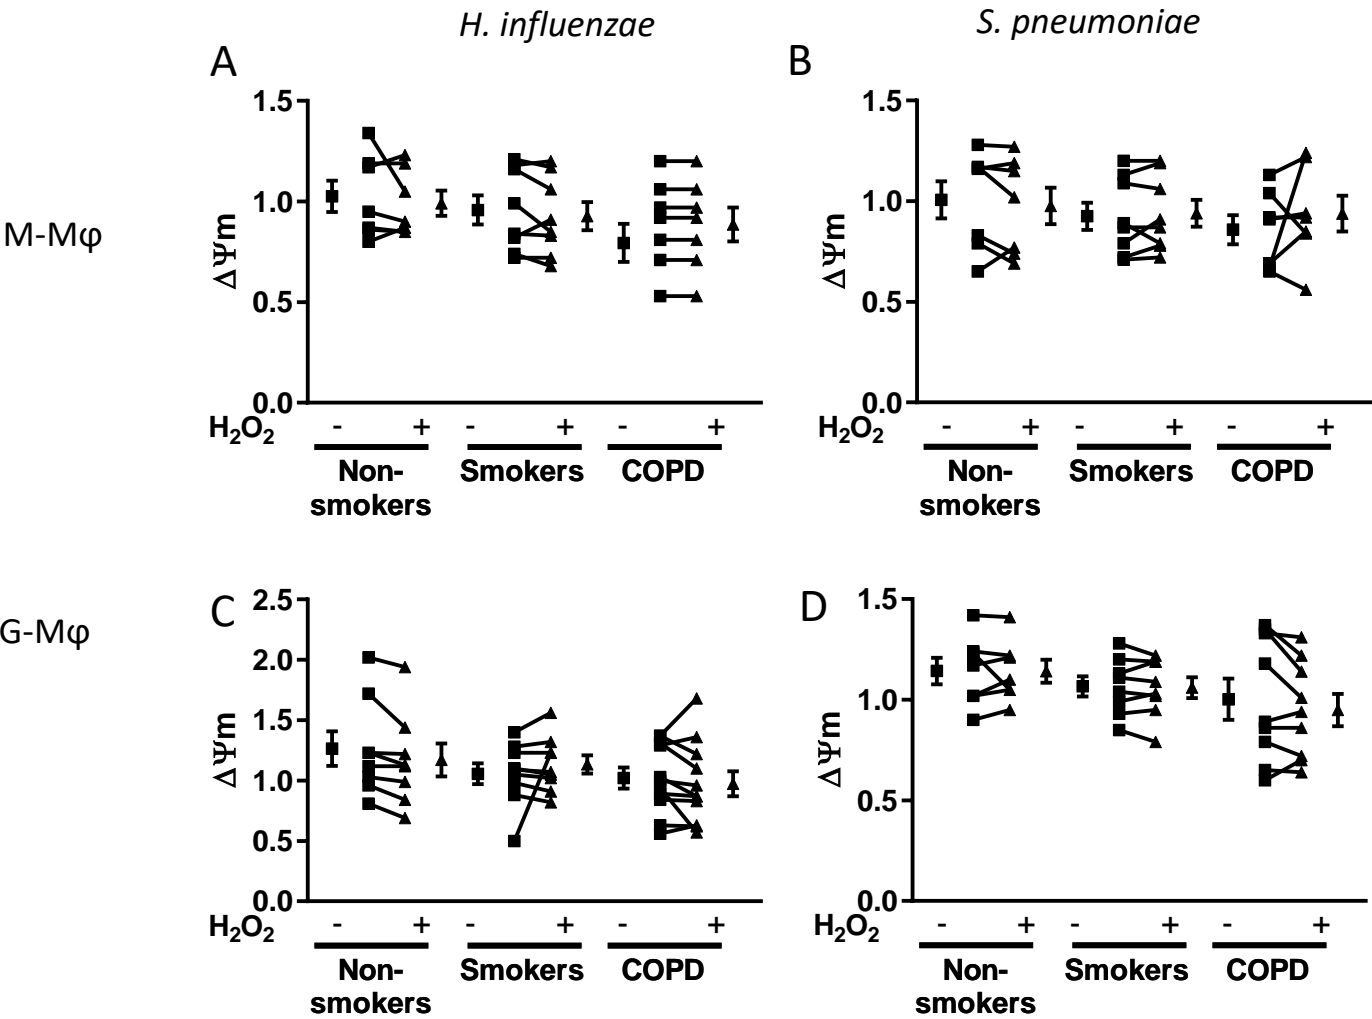 H. influenzae
S. pneumoniae
M-Mφ
A
1.5
1.0
0.5
0.0
ΔΨm
H₂O₂ - + - + - +
Non-
smokers
Smokers
COPD
B
1.5
1.0
0.5
0.0
ΔΨm
H₂O₂ - + - + - +
Non-
smokers
Smokers
COPD
G-Mφ
C
2.5
2.0
1.5
1.0
0.5
0.0
ΔΨm
H₂O₂ - + - + - +
Non-
smokers
Smokers
COPD
D
1.5
1.0
0.5
0.0
ΔΨm
H₂O₂ - + - + - +
Non-
smokers
Smokers
COPD